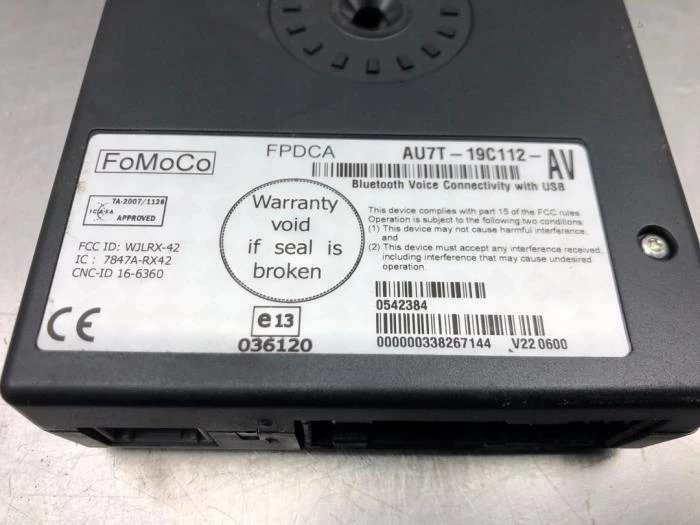 FoMoCo
FPDCA
AU7T-19C112-AV
Bluetooth Voice Connectivity with USB
TA-2007/1138
ICASA
APPROVED
Warranty
void
if seal is
broken
This device complies with part 15 of the FCC rules
Operation is subject to the following two conditions:
(1) This device may not cause harmful interference.
and
(2) This device must accept any interference received,
including interference that may cause undesired
operation.
FCC ID: WJLRX-42
IC : 7847A-RX42
CNC-ID 16-6360
CE
e13
036120
0542384
000000338267144 V22 0600